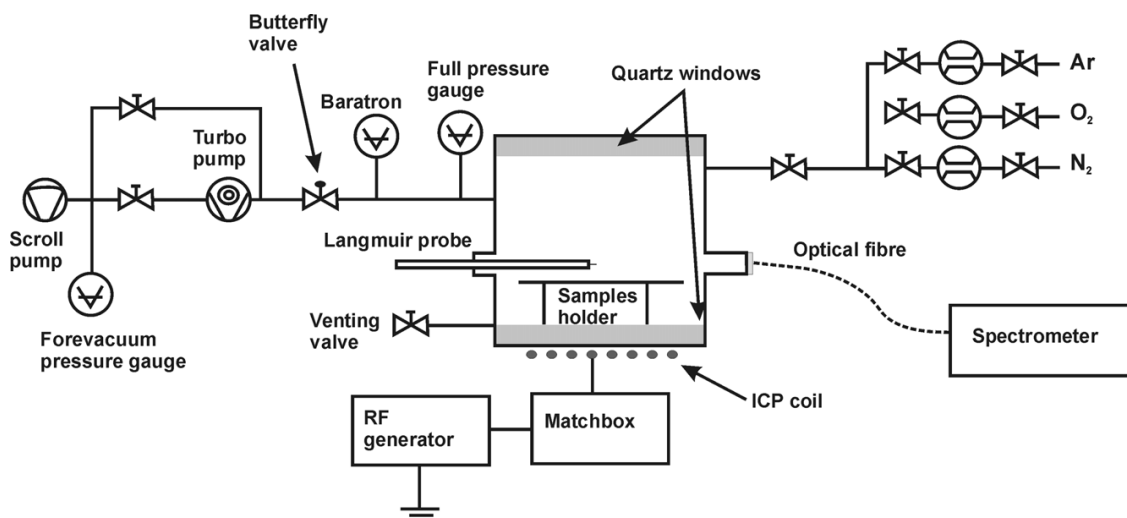 Butterfly
valve
Full pressure
gauge
Baratron
Quartz windows
Ar
O₂
N₂
Turbo
pump
Scroll
pump
Langmuir probe
Optical fibre
Samples
holder
Venting
valve
Forevacuum
pressure gauge
Spectrometer
ICP coil
RF
generator
Matchbox